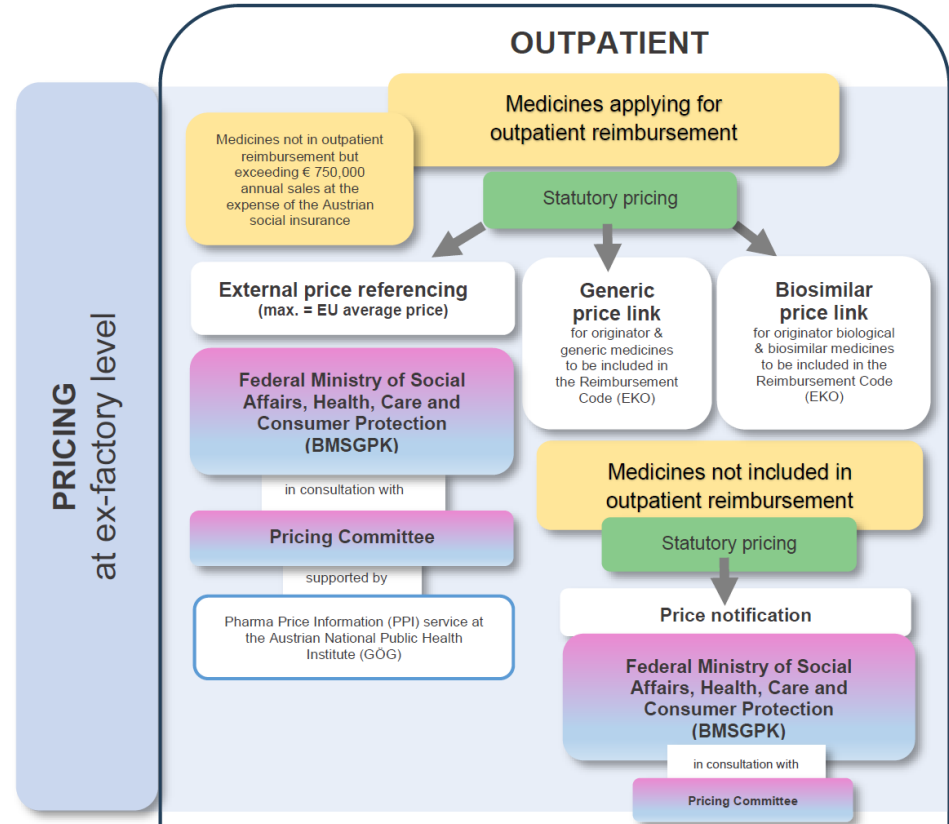 OUTPATIENT
PRICING
at ex-factory level
Medicines applying for
outpatient reimbursement
Medicines not in outpatient
reimbursement but
exceeding € 750,000
annual sales at the
expense of the Austrian
social insurance
Statutory pricing
External price referencing
(max. = EU average price)
Generic
price link
for originator &
generic medicines
to be included in
the Reimbursement
Code (EKO)
Biosimilar
price link
for originator biological
& biosimilar medicines
to be included in the
Reimbursement Code
(EKO)
Federal Ministry of Social
Affairs, Health, Care and
Consumer Protection
(BMSGPK)
in consultation with
Pricing Committee
supported by
Pharma Price Information (PPI) service at
the Austrian National Public Health
Institute (GÖG)
Medicines not included in
outpatient reimbursement
Statutory pricing
Price notification
Federal Ministry of Social
Affairs, Health, Care and
Consumer Protection
(BMSGPK)
in consultation with
Pricing Committee